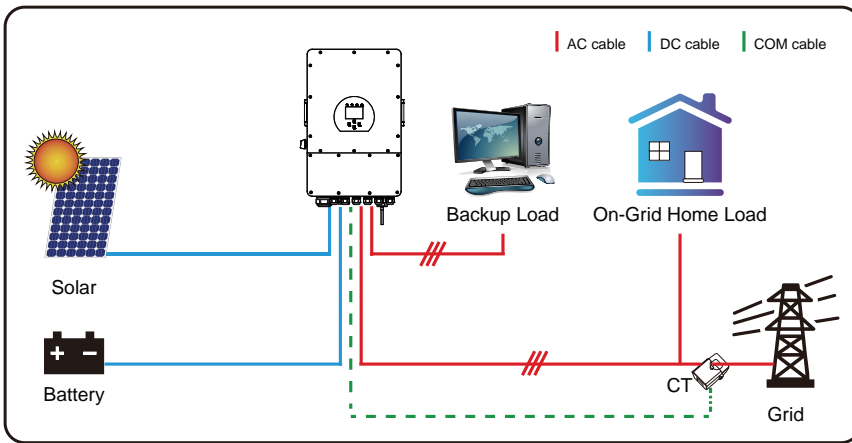 AC cable
DC cable
COM cable
Backup Load
On-Grid Home Load
Solar
+ −
Battery
CT
Grid